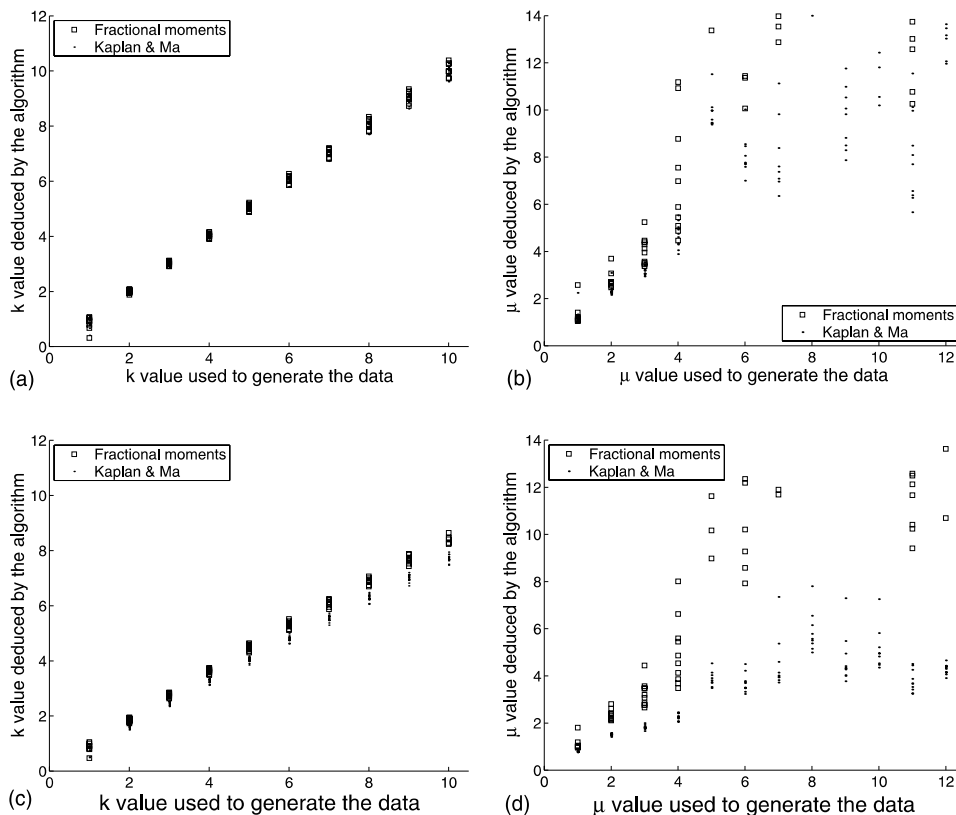 12
10
8
6
4
2
0
Fractional moments
Kaplan & Ma
k value deduced by the algorithm
0 2 4 6 8 10
k value used to generate the data
(a)
14
12
10
8
6
4
2
0
Fractional moments
Kaplan & Ma
μ value deduced by the algorithm
0 2 4 6 8 10 12
μ value used to generate the data
(b)
12
10
8
6
4
2
0
Fractional moments
Kaplan & Ma
k value deduced by the algorithm
0 2 4 6 8 10
k value used to generate the data
(c)
14
12
10
8
6
4
2
0
Fractional moments
Kaplan & Ma
μ value deduced by the algorithm
0 2 4 6 8 10 12
μ value used to generate the data
(d)